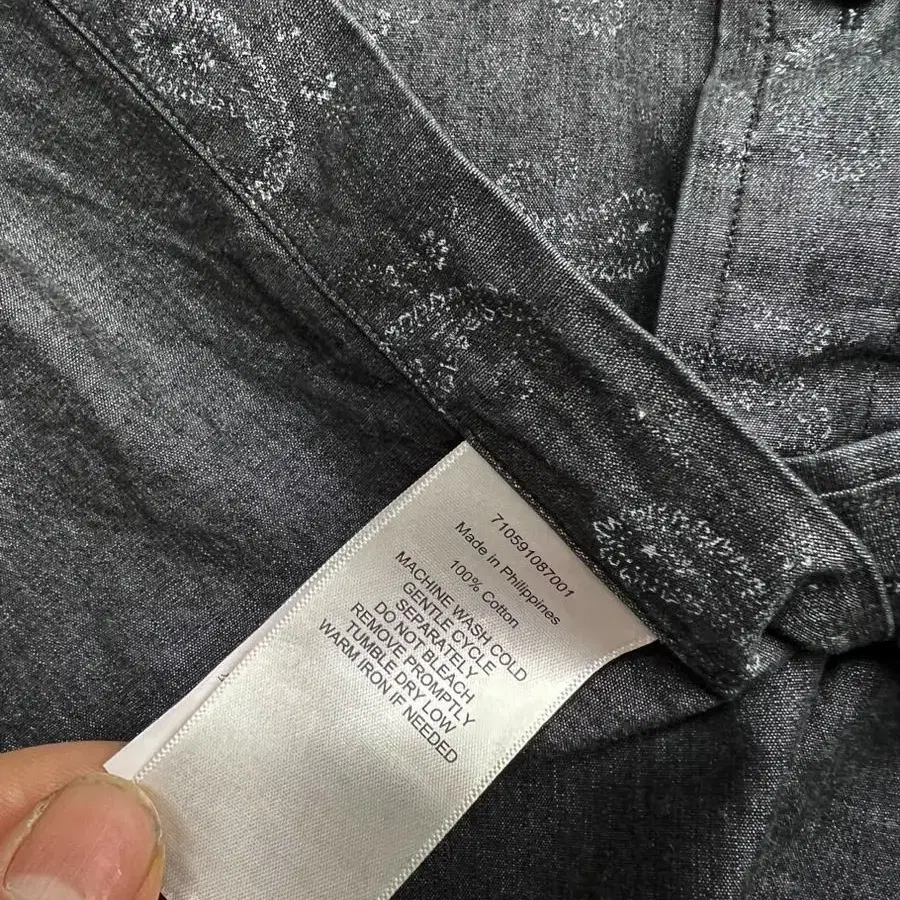 710591087001
Made in Philippines
100% Cotton
MACHINE WASH COLD
GENTLE CYCLE
SEPARATELY
DO NOT BLEACH
REMOVE PROMPTLY
TUMBLE DRY LOW
WARM IRON IF NEEDED